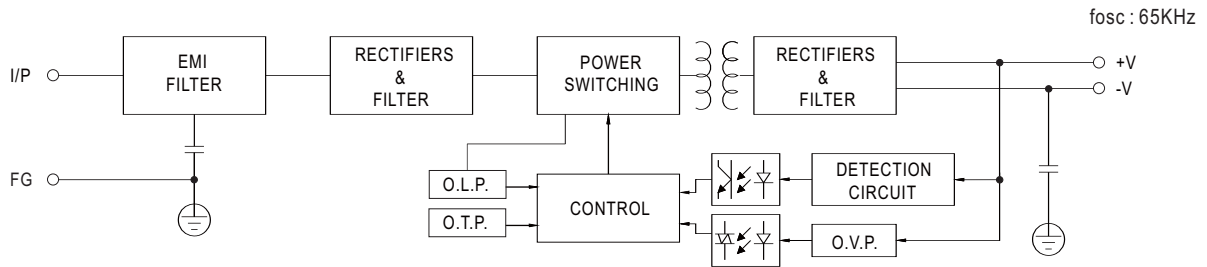 fosc : 65KHz
I/P
EMI
FILTER
RECTIFIERS
&
FILTER
POWER
SWITCHING
RECTIFIERS
&
FILTER
+V
-V
FG
O.L.P.
O.T.P.
CONTROL
DETECTION
CIRCUIT
O.V.P.